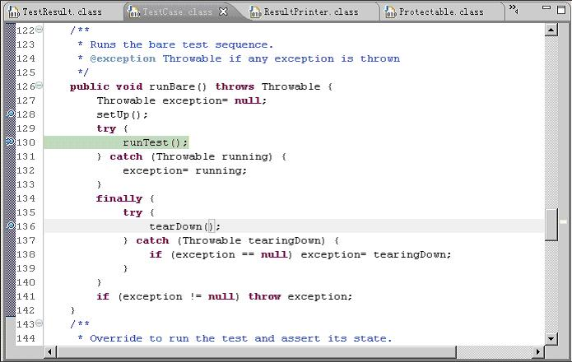 TestResult.class TestCase.class ResultPrinter.class Protectable.class
122 /**
123 * Runs the bare test sequence.
124 * @exception Throwable if any exception is thrown
125 */
126 public void runBare() throws Throwable {
127 Throwable exception= null;
128 setUp();
129 try {
130 runTest();
131 } catch (Throwable running) {
132 exception= running;
133 }
134 finally {
135 try {
136 tearDown();
137 } catch (Throwable tearingDown) {
138 if (exception == null) exception= tearingDown;
139 }
140 }
141 if (exception != null) throw exception;
142 }
143 /**
144 * Override to run the test and assert its state.